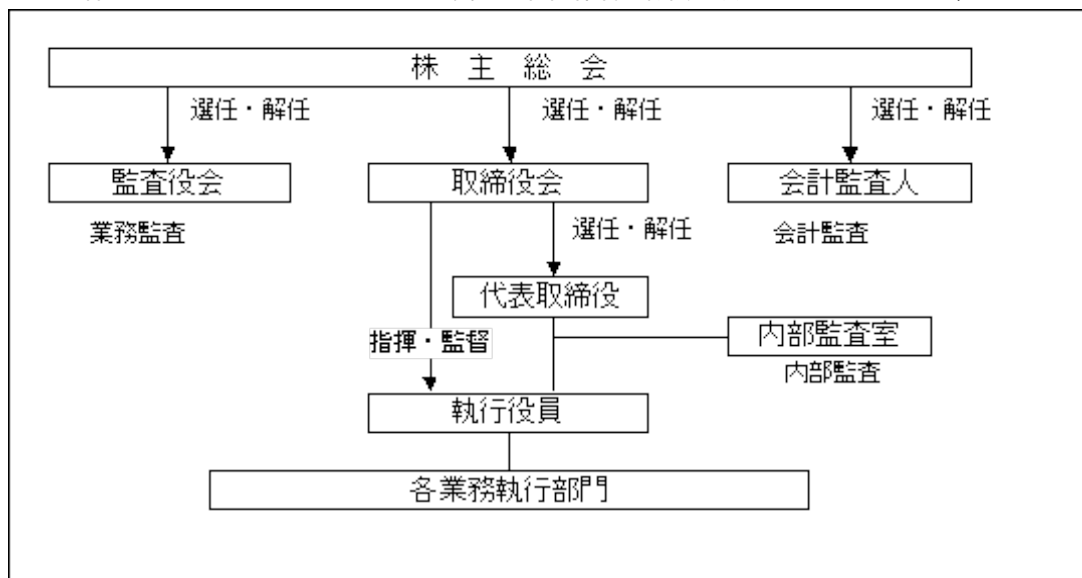 株 主 総 会
選任・解任 選任・解任 選任・解任
監査役会 取締役会 会計監査人
業務監査 選任・解任 会計監査
代表取締役
指揮・監督 内部監査室
内部監査
執行役員
各業務執行部門